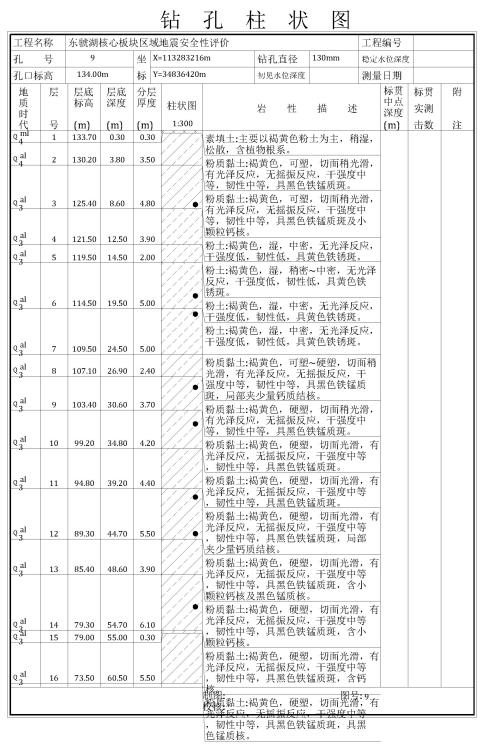 钻 孔 柱 状 图
工程名称 东虢湖核心板块区域地震安全性评价 工程编号
孔 号 9 坐 X=113283216m 钻孔直径 130mm 稳定水位深度
孔口标高 134.00m 标 Y=34836420m 初见水位深度 测量日期
地质时代 层号 层底标高(m) 层底深度(m) 分层厚度(m) 柱状图 1:300 岩 性 描 述 标贯中点深度(m) 标贯实测击数 附注
Q ml 4 1 133.70 0.30 0.30
素填土:主要以褐黄色粉土为主，稍湿，
松散，含植物根系。
Q al 4 2 130.20 3.80 3.50
粉质黏土:褐黄色，可塑，切面稍光滑，
有光泽反应，无摇振反应，干强度中
等，韧性中等，具黑色铁锰质斑。
Q al 3 3 125.40 8.60 4.80
粉质黏土:褐黄色，可塑，切面稍光滑，
有光泽反应，无摇振反应，干强度中
等，韧性中等，具黑色铁锰质斑及小
颗粒钙核。
Q al 3 4 121.50 12.50 3.90
粉土:褐黄色，湿，中密，无光泽反应，
干强度低，韧性低，具黄色铁锈斑。
Q al 3 5 119.50 14.50 2.00
粉土:褐黄色，湿，稍密~中密，无光泽
反应，干强度低，韧性低，具黄色铁
锈斑。
Q al 3 6 114.50 19.50 5.00
粉土:褐黄色，湿，中密，无光泽反应，
干强度低，韧性低，具黄色铁锈斑。
粉土:褐黄色，湿，中密，无光泽反应，
干强度低，韧性低，具黄色铁锈斑。
Q al 3 7 109.50 24.50 5.00
粉质黏土:褐黄色，可塑~硬塑，切面稍
光滑，有光泽反应，无摇振反应，干
强度中等，韧性中等，具黑色铁锰质
斑，局部夹少量钙质结核。
Q al 3 8 107.10 26.90 2.40
Q al 3 9 103.40 30.60 3.70
粉质黏土:褐黄色，硬塑，切面稍光滑，
有光泽反应，无摇振反应，干强度中
等，韧性中等，具黑色铁锰质斑。
Q al 3 10 99.20 34.80 4.20
粉质黏土:褐黄色，硬塑，切面光滑，有
光泽反应，无摇振反应，干强度中等
，韧性中等，具黑色铁锰质斑。
Q al 3 11 94.80 39.20 4.40
粉质黏土:褐黄色，硬塑，切面光滑，有
光泽反应，无摇振反应，干强度中等
，韧性中等，具黑色铁锰质斑。
粉质黏土:褐黄色，硬塑，切面光滑，有
光泽反应，无摇振反应，干强度中等
，韧性中等，具黑色铁锰质斑，局部
夹少量钙质结核。
Q al 3 12 89.30 44.70 5.50
Q al 3 13 85.40 48.60 3.90
粉质黏土:褐黄色，硬塑，切面光滑，有
光泽反应，无摇振反应，干强度中等
，韧性中等，具黑色铁锰质斑，含小
颗粒钙核及黑色锰质核。
Q al 3 14 79.30 54.70 6.10
粉质黏土:褐黄色，硬塑，切面光滑，有
光泽反应，无摇振反应，干强度中等
，韧性中等，具黑色铁锰质斑，含小
颗粒钙核。
Q al 3 15 79.00 55.00 0.30
Q al 3 16 73.50 60.50 5.50
粉质黏土:褐黄色，硬塑，切面光滑，有
光泽反应，无摇振反应，干强度中等
，韧性中等，具黑色铁锰质斑，含钙
核。
图号:9
粉质黏土:褐黄色，硬塑，切面光滑，有
光泽反应，无摇振反应，干强度中等
，韧性中等，具黑色铁锰质斑，具黑
色锰质核。